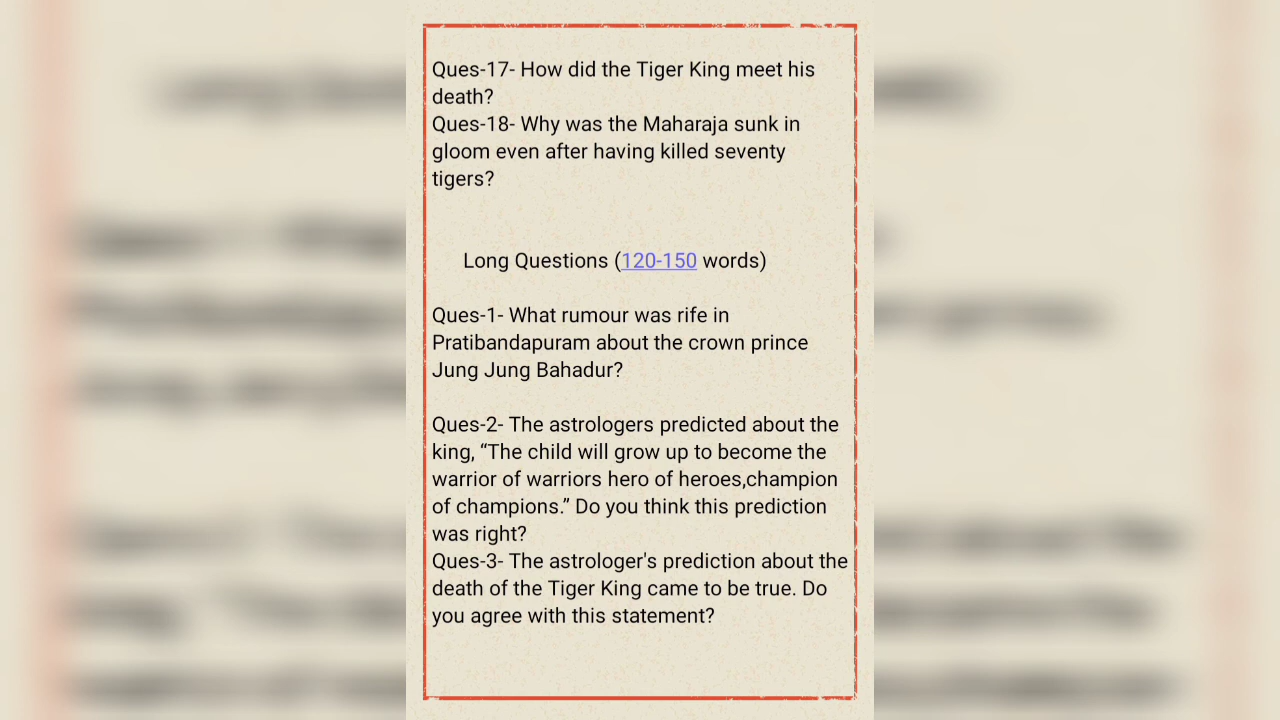 Ques-17- How did the Tiger King meet his
death?
Ques-18- Why was the Maharaja sunk in
gloom even after having killed seventy
tigers?
Long Questions (120-150 words)
Ques-1- What rumour was rife in
Pratibandapuram about the crown prince
Jung Jung Bahadur?
Ques-2- The astrologers predicted about the
king, “The child will grow up to become the
warrior of warriors hero of heroes,champion
of champions.” Do you think this prediction
was right?
Ques-3- The astrologer's prediction about the
death of the Tiger King came to be true. Do
you agree with this statement?